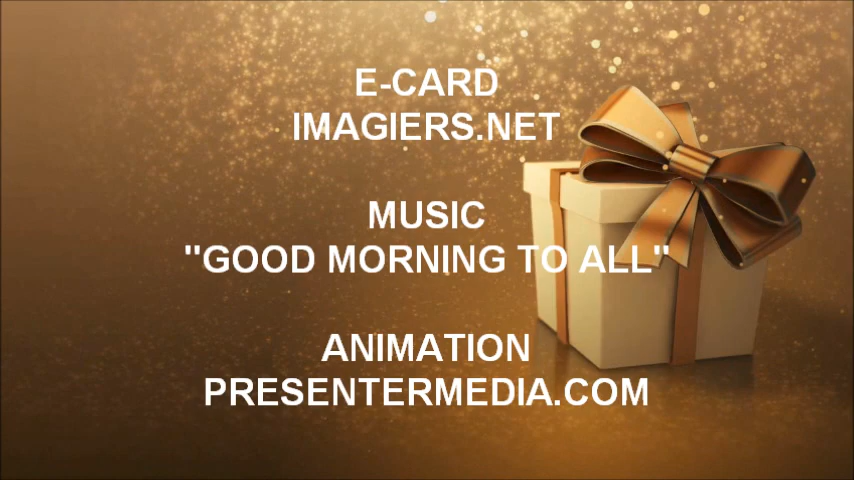 E-CARD
IMAGIERS.NET
MUSIC
"GOOD MORNING TO ALL"
ANIMATION
PRESENTERMEDIA.COM